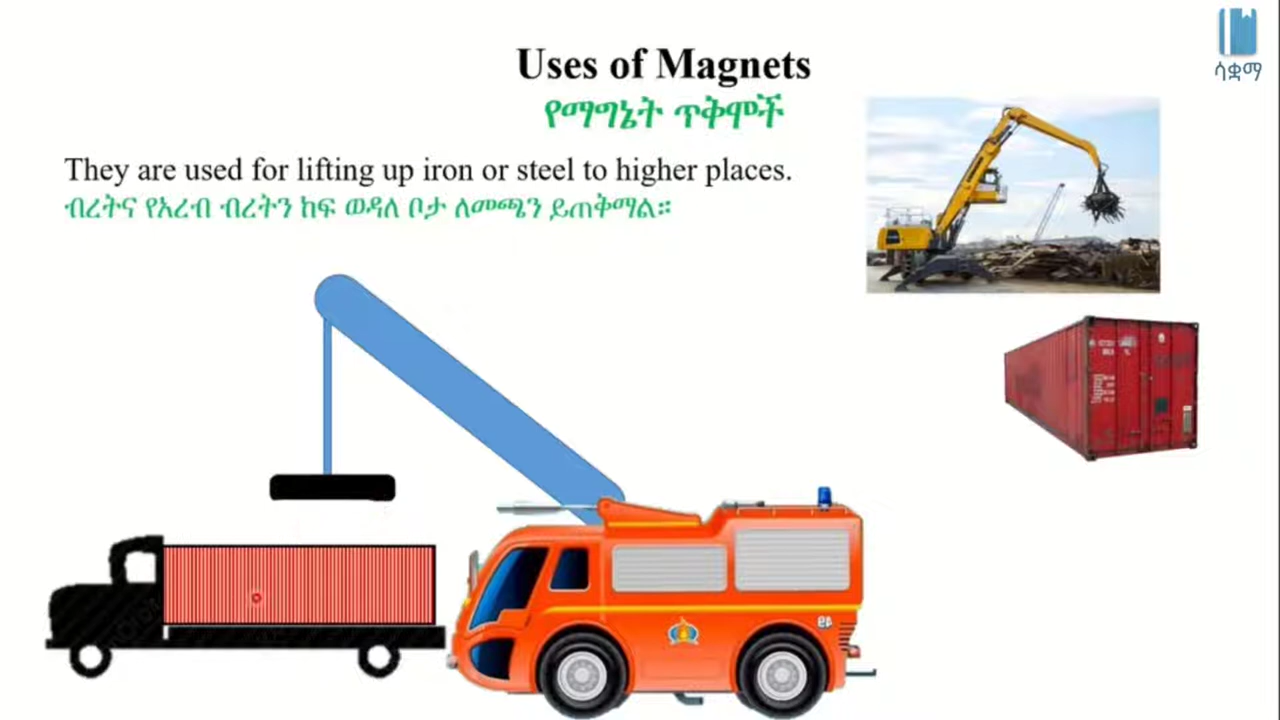 Uses of Magnets
የማግኔት ጥቅሞች
They are used for lifting up iron or steel to higher places.
ብረትና የአረብ ብረትን ከፍ ወዳለ ቦታ ለመጫን ይጠቅማል።
ሳቋማ